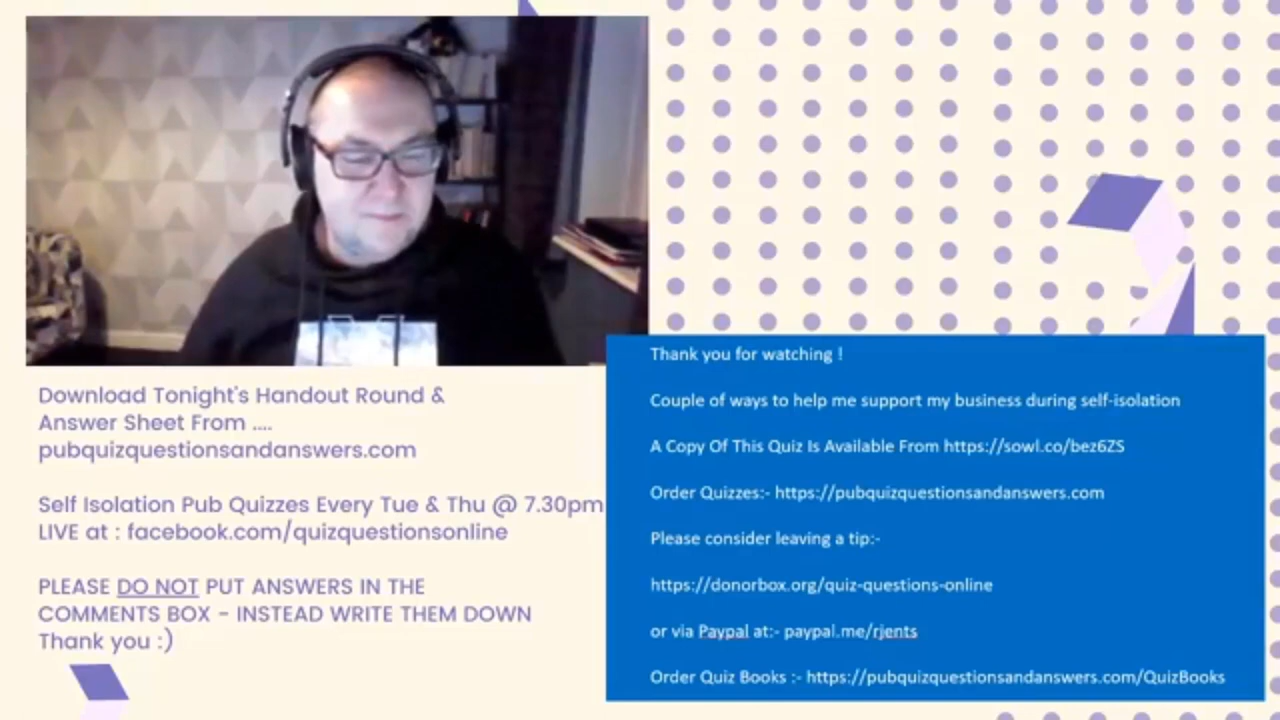 Download Tonight's Handout Round &
Answer Sheet From ....
pubquizquestionsandanswers.com
Self Isolation Pub Quizzes Every Tue & Thu @ 7.30pm
LIVE at : facebook.com/quizquestionsonline
PLEASE DO NOT PUT ANSWERS IN THE
COMMENTS BOX - INSTEAD WRITE THEM DOWN
Thank you :)
Thank you for watching !
Couple of ways to help me support my business during self-isolation
A Copy Of This Quiz Is Available From https://sowl.co/bez6ZS
Order Quizzes:- https://pubquizquestionsandanswers.com
Please consider leaving a tip:-
https://donorbox.org/quiz-questions-online
or via Paypal at:- paypal.me/rjents
Order Quiz Books :- https://pubquizquestionsandanswers.com/QuizBooks